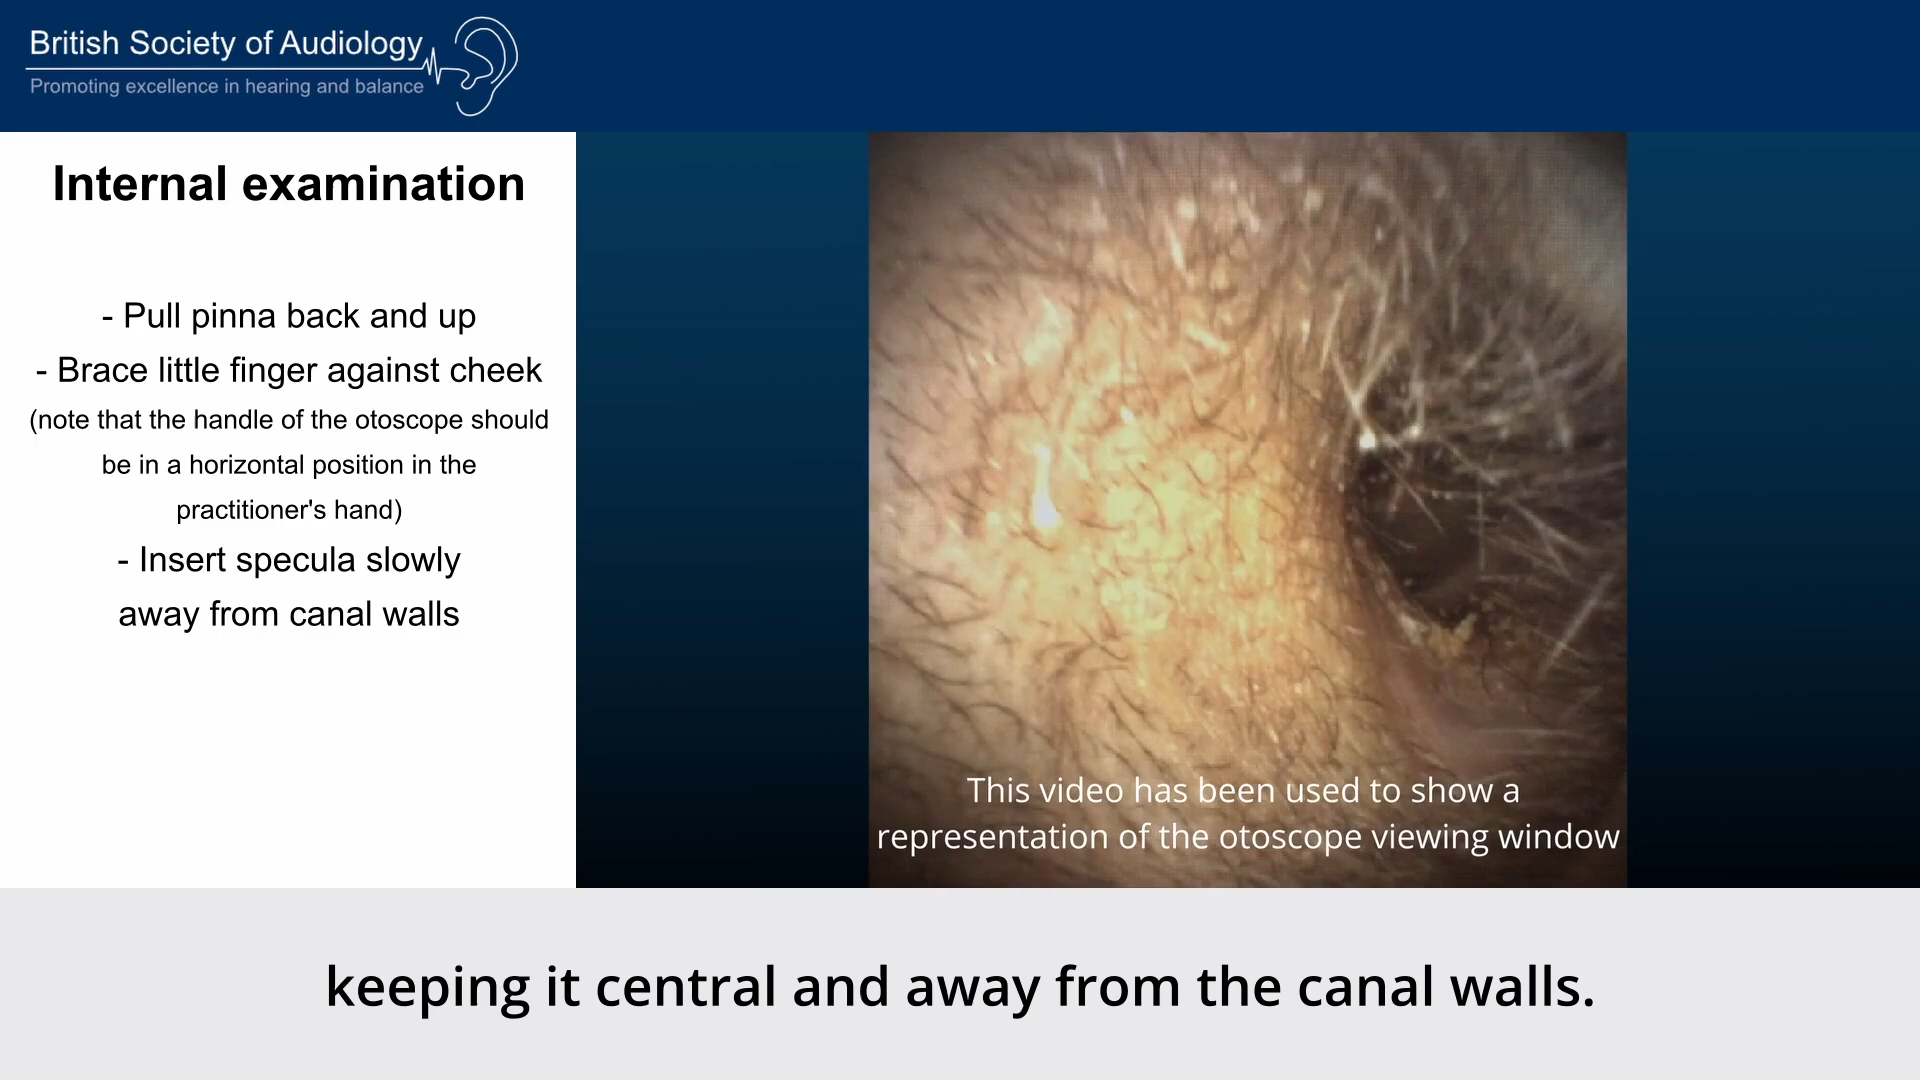 British Society of Audiology
Promoting excellence in hearing and balance
Internal examination
- Pull pinna back and up
- Brace little finger against cheek
(note that the handle of the otoscope should
be in a horizontal position in the
practitioner's hand)
- Insert specula slowly
away from canal walls
This video has been used to show a
representation of the otoscope viewing window
keeping it central and away from the canal walls.